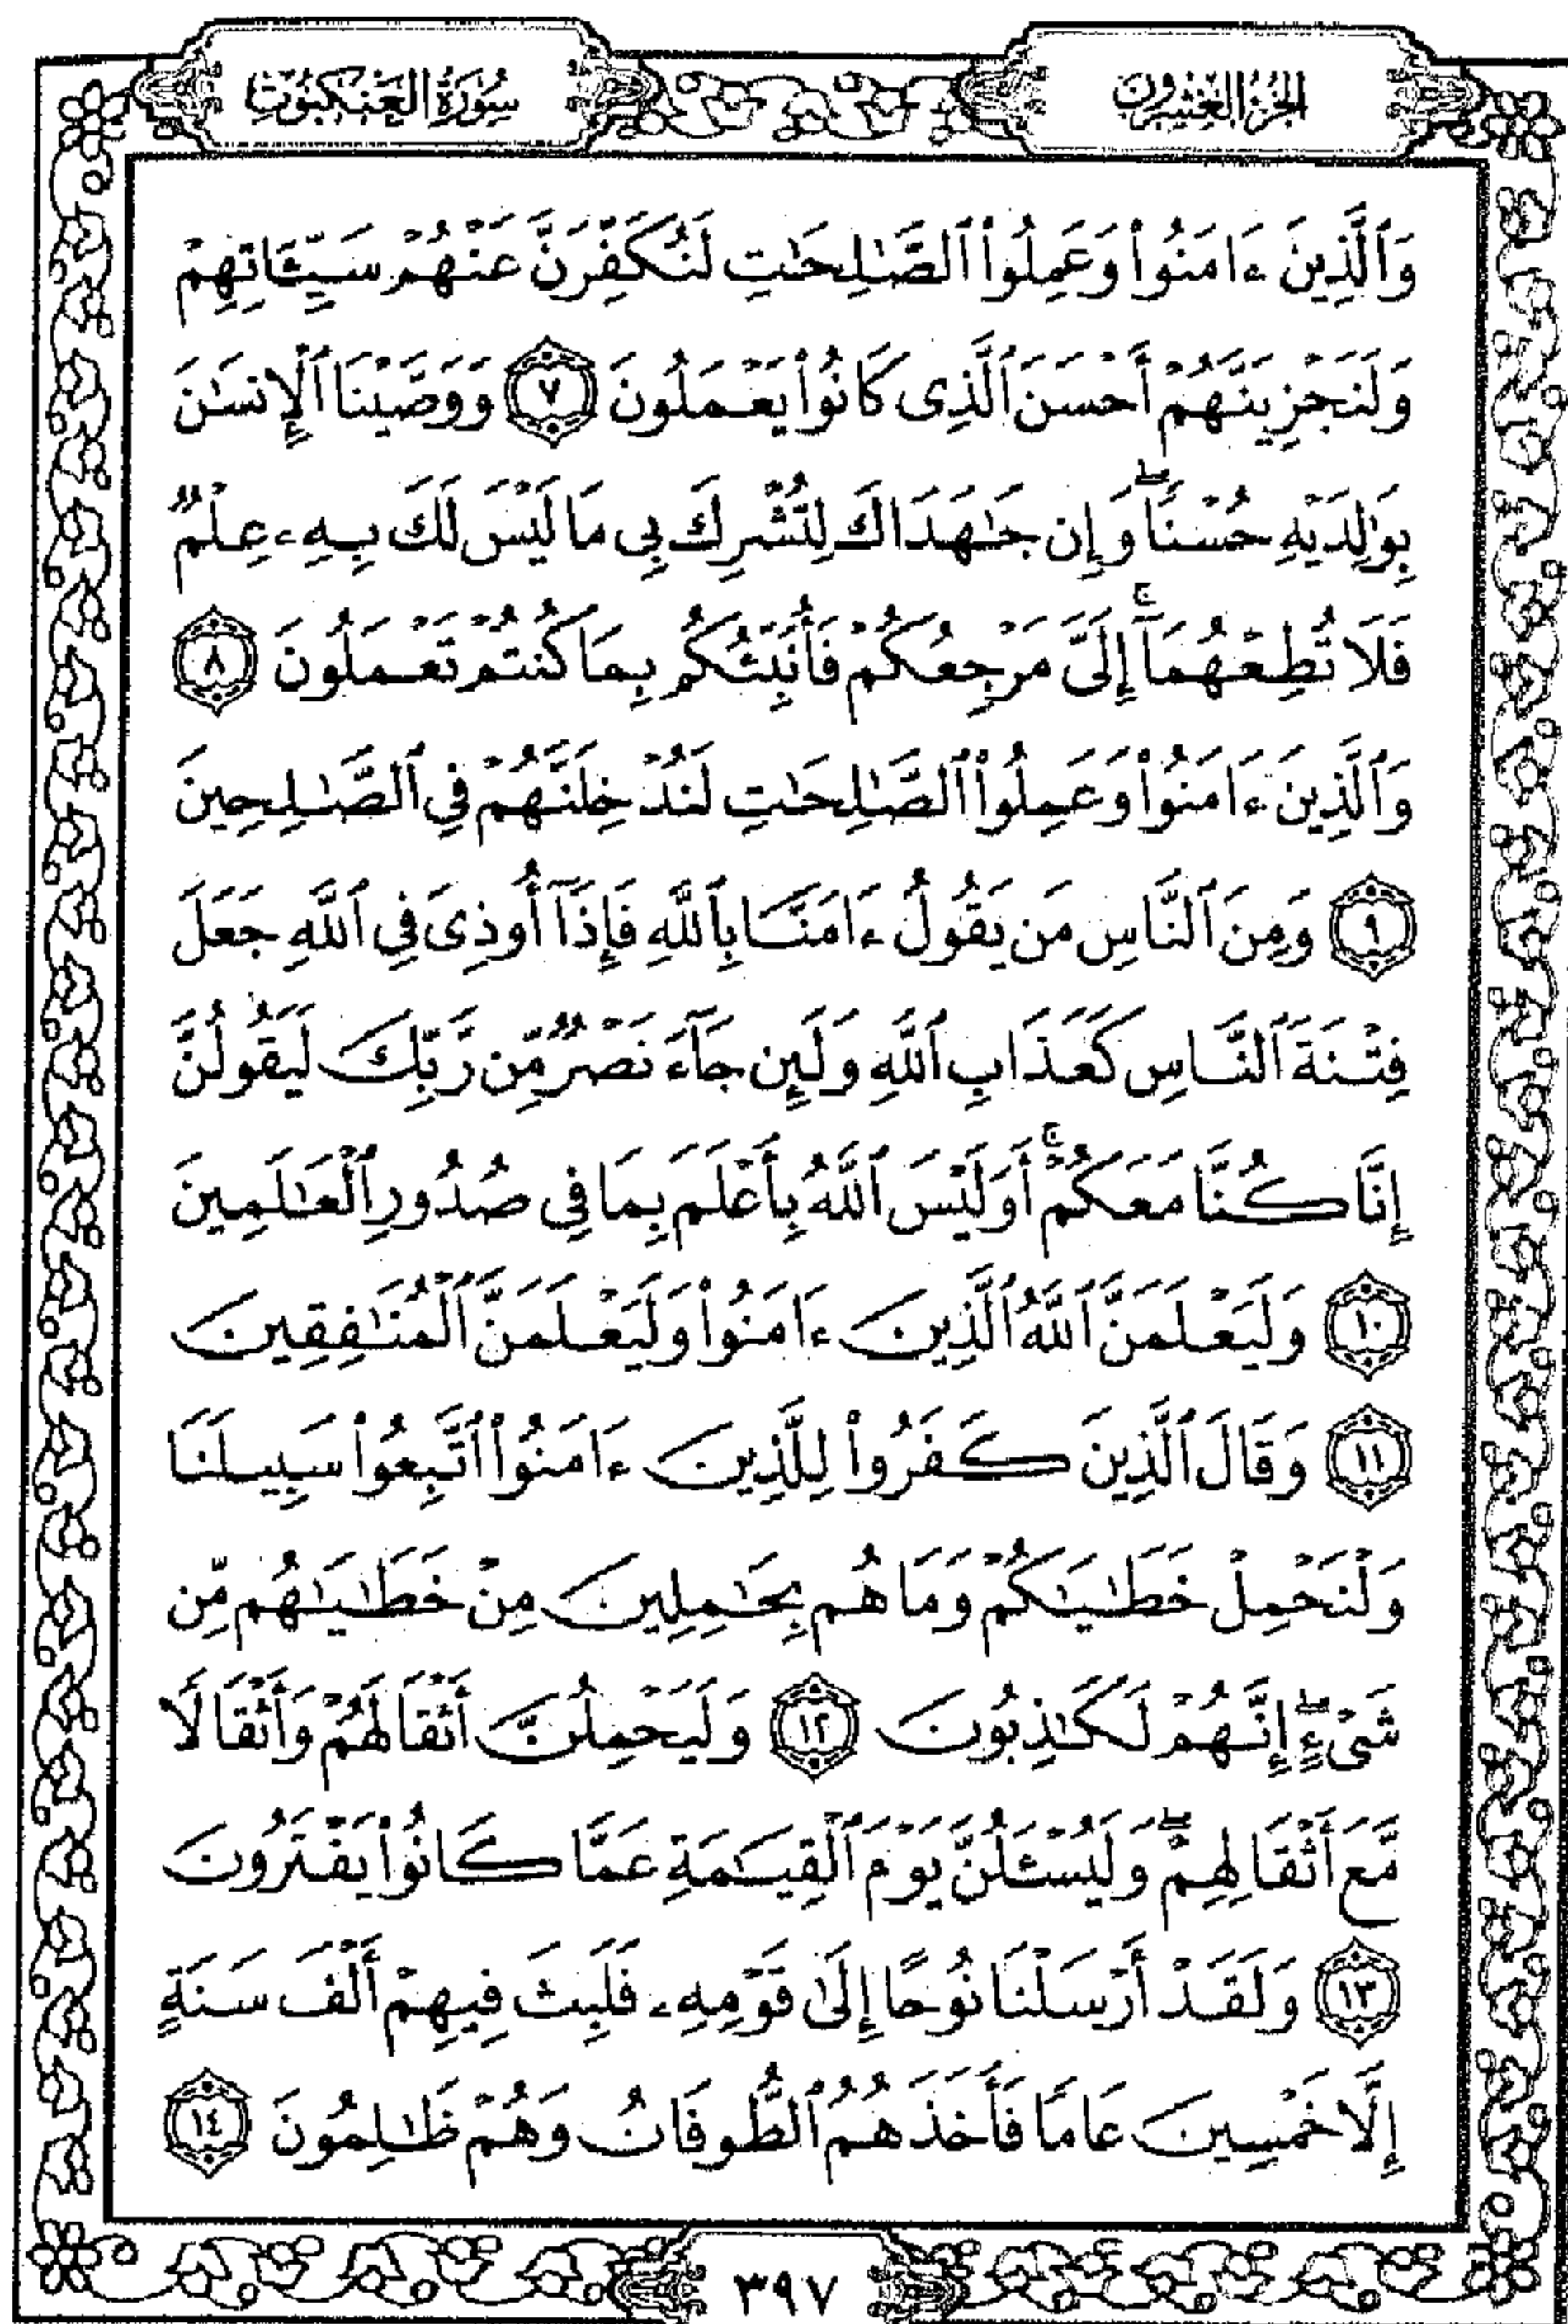 الجزء العشرون
سورة العنكبوت
وَٱلَّذِينَ ءَامَنُوا۟ وَعَمِلُوا۟ ٱلصَّٰلِحَٰتِ لَنُكَفِّرَنَّ عَنْهُمْ سَيِّـَٔاتِهِمْ
وَلَنَجْزِيَنَّهُمْ أَحْسَنَ ٱلَّذِى كَانُوا۟ يَعْمَلُونَ ٧ وَوَصَّيْنَا ٱلْإِنسَٰنَ
بِوَٰلِدَيْهِ حُسْنًاۖ وَإِن جَٰهَدَاكَ لِتُشْرِكَ بِى مَا لَيْسَ لَكَ بِهِۦ عِلْمٌ
فَلَا تُطِعْهُمَآۚ إِلَىَّ مَرْجِعُكُمْ فَأُنَبِّئُكُم بِمَا كُنتُمْ تَعْمَلُونَ ٨
وَٱلَّذِينَ ءَامَنُوا۟ وَعَمِلُوا۟ ٱلصَّٰلِحَٰتِ لَنُدْخِلَنَّهُمْ فِى ٱلصَّٰلِحِينَ
٩ وَمِنَ ٱلنَّاسِ مَن يَقُولُ ءَامَنَّا بِٱللَّهِ فَإِذَآ أُوذِىَ فِى ٱللَّهِ جَعَلَ
فِتْنَةَ ٱلنَّاسِ كَعَذَابِ ٱللَّهِ وَلَئِن جَآءَ نَصْرٌ مِّن رَّبِّكَ لَيَقُولُنَّ
إِنَّا كُنَّا مَعَكُمْۚ أَوَلَيْسَ ٱللَّهُ بِأَعْلَمَ بِمَا فِى صُدُورِ ٱلْعَٰلَمِينَ
١٠ وَلَيَعْلَمَنَّ ٱللَّهُ ٱلَّذِينَ ءَامَنُوا۟ وَلَيَعْلَمَنَّ ٱلْمُنَٰفِقِينَ
١١ وَقَالَ ٱلَّذِينَ كَفَرُوا۟ لِلَّذِينَ ءَامَنُوا۟ ٱتَّبِعُوا۟ سَبِيلَنَا
وَلْنَحْمِلْ خَطَٰيَٰكُمْ وَمَا هُم بِحَٰمِلِينَ مِنْ خَطَٰيَٰهُم مِّن
شَىْءٍۖ إِنَّهُمْ لَكَٰذِبُونَ ١٢ وَلَيَحْمِلُنَّ أَثْقَالَهُمْ وَأَثْقَالًا
مَّعَ أَثْقَالِهِمْۖ وَلَيُسْـَٔلُنَّ يَوْمَ ٱلْقِيَٰمَةِ عَمَّا كَانُوا۟ يَفْتَرُونَ
١٣ وَلَقَدْ أَرْسَلْنَا نُوحًا إِلَىٰ قَوْمِهِۦ فَلَبِثَ فِيهِمْ أَلْفَ سَنَةٍ
إِلَّا خَمْسِينَ عَامًا فَأَخَذَهُمُ ٱلطُّوفَانُ وَهُمْ ظَٰلِمُونَ ١٤
٣٩٧